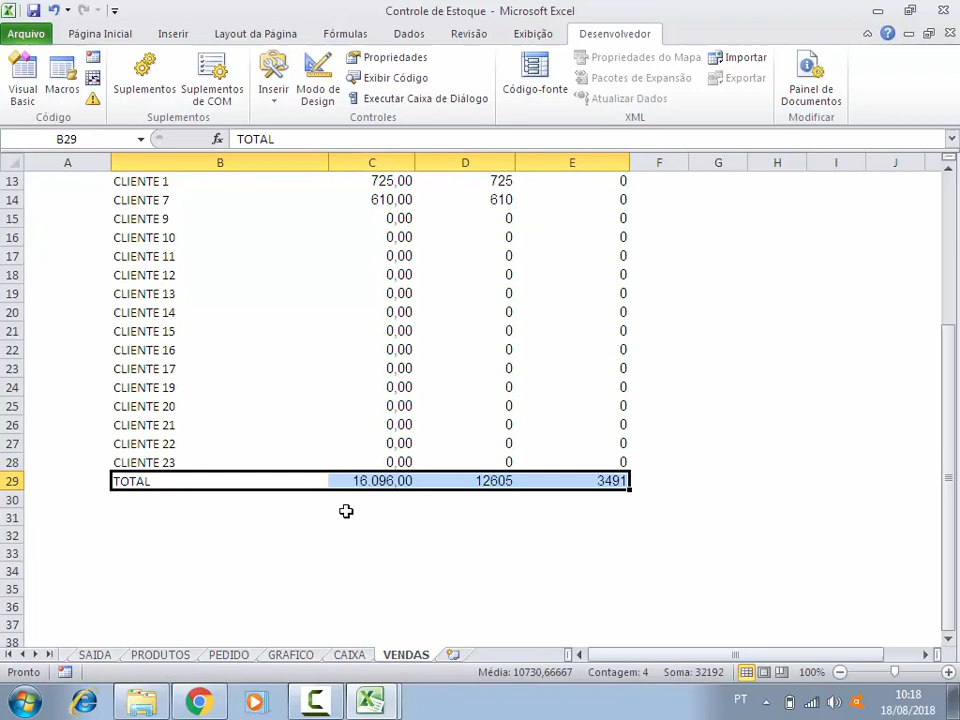 Controle de Estoque - Microsoft Excel
Arquivo Página Inicial Inserir Layout da Página Fórmulas Dados Revisão Exibição Desenvolvedor
Visual Basic Macros Suplementos Suplementos de COM Inserir Modo de Design Propriedades Exibir Código Executar Caixa de Diálogo Código-fonte Propriedades do Mapa Pacotes de Expansão Atualizar Dados Importar Exportar Painel de Documentos
Código Suplementos Controles XML Modificar
B29 fx TOTAL
A B C D E F G H I J
13 CLIENTE 1 725,00 725 0
14 CLIENTE 7 610,00 610 0
15 CLIENTE 9 0,00 0 0
16 CLIENTE 10 0,00 0 0
17 CLIENTE 11 0,00 0 0
18 CLIENTE 12 0,00 0 0
19 CLIENTE 13 0,00 0 0
20 CLIENTE 14 0,00 0 0
21 CLIENTE 15 0,00 0 0
22 CLIENTE 16 0,00 0 0
23 CLIENTE 17 0,00 0 0
24 CLIENTE 19 0,00 0 0
25 CLIENTE 20 0,00 0 0
26 CLIENTE 21 0,00 0 0
27 CLIENTE 22 0,00 0 0
28 CLIENTE 23 0,00 0 0
29 TOTAL 16.096,00 12605 3491
30
31
32
33
34
35
36
37
38
SAIDA PRODUTOS PEDIDO GRAFICO CAIXA VENDAS
Pronto Média: 10730,66667 Contagem: 4 Soma: 32192 100%
PT 10:18
18/08/2018